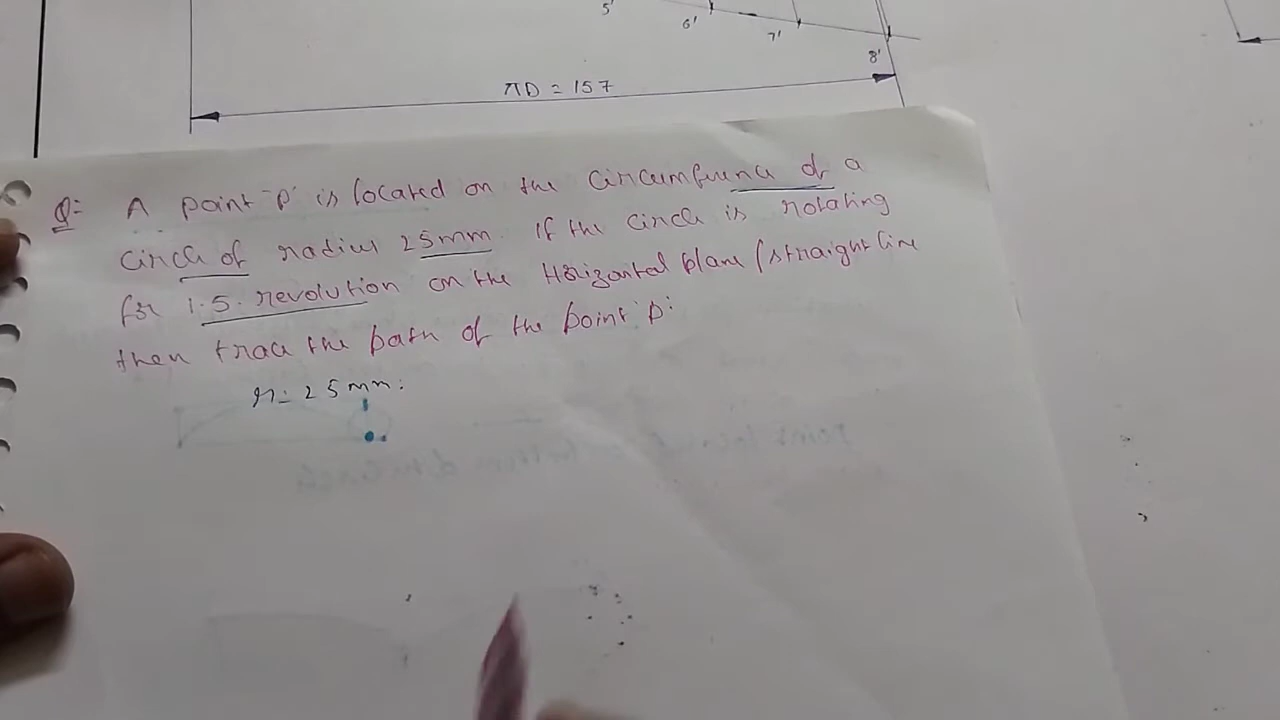 5'
6'
7'
8'
πD = 157
Q:- A point 'P' is located on the circumference of a
circle of radius 25mm. If the circle is rotating
for 1.5. revolution on the Horizontal plane / straight line
then trace the path of the point 'P'.
r = 25mm.